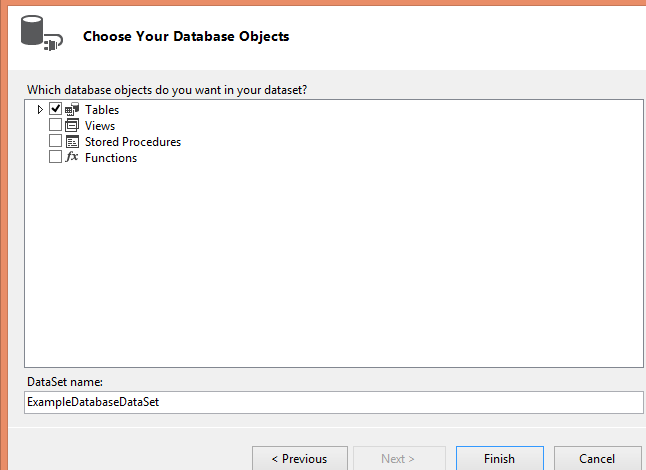 Choose Your Database Objects
Which database objects do you want in your dataset?
Tables
Views
Stored Procedures
fx Functions
DataSet name:
ExampleDatabaseDataSet
< Previous
Next >
Finish
Cancel